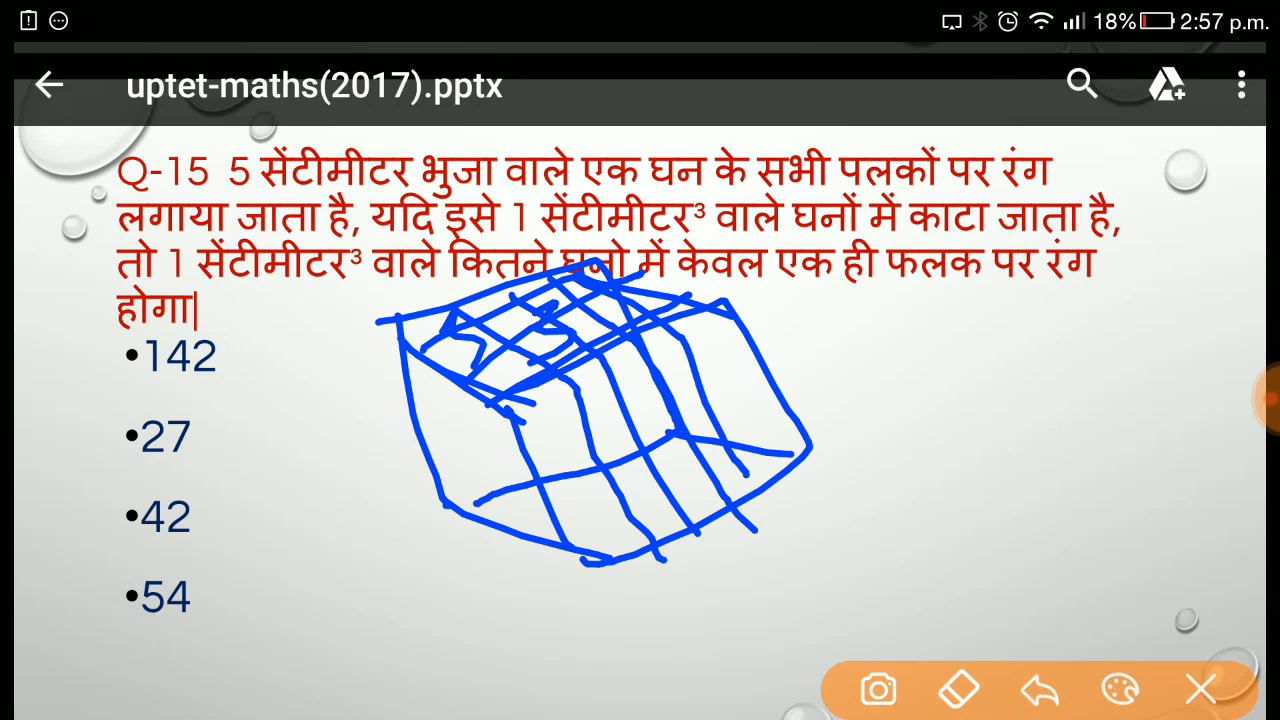 18% 2:57 p.m.
uptet-maths(2017).pptx
Q-15 5 सेंटीमीटर भुजा वाले एक घन के सभी पलकों पर रंग
लगाया जाता है, यदि इसे 1 सेंटीमीटर³ वाले घनों में काटा जाता है,
तो 1 सेंटीमीटर³ वाले कितने घनो में केवल एक ही फलक पर रंग
होगा|
•142
•27
•42
•54